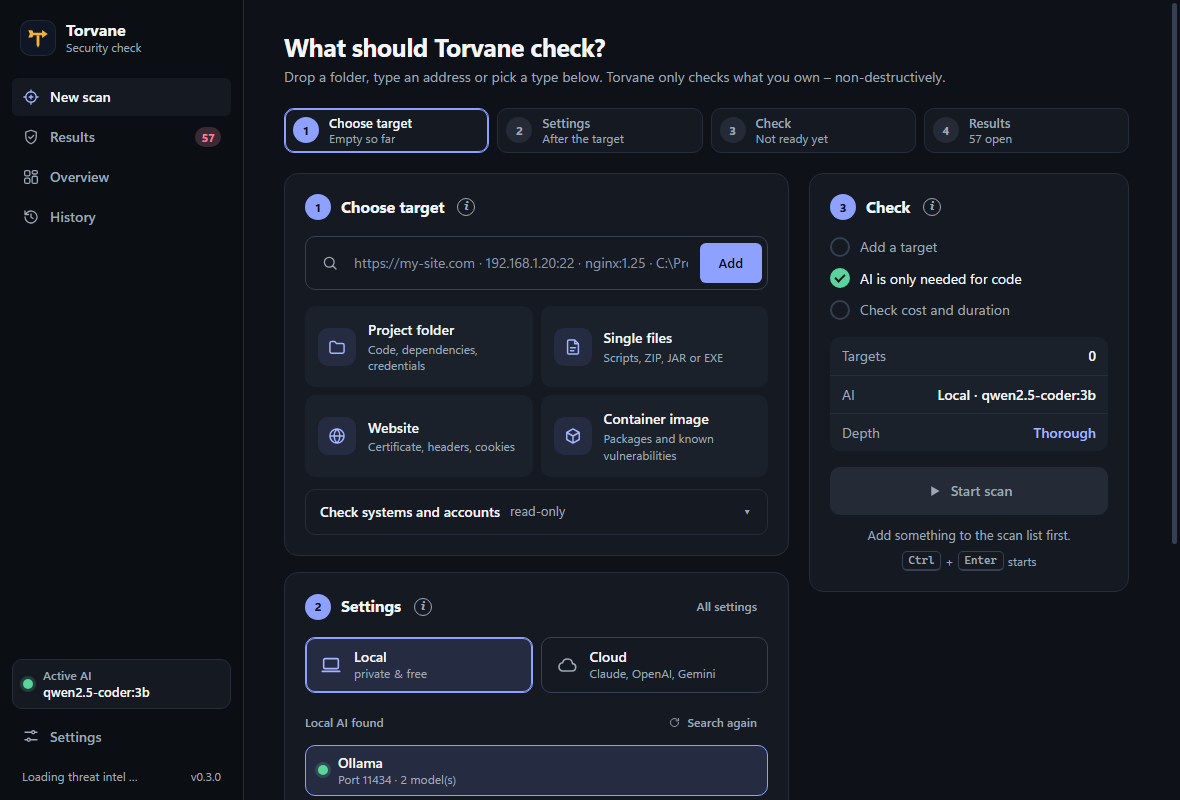 Torvane
Security check
New scan
Results 57
Overview
History
Active AI
qwen2.5-coder:3b
Settings
Loading threat intel ... v0.3.0
What should Torvane check?
Drop a folder, type an address or pick a type below. Torvane only checks what you own – non-destructively.
1 Choose target
Empty so far
2 Settings
After the target
3 Check
Not ready yet
4 Results
57 open
1 Choose target i
https://my-site.com · 192.168.1.20:22 · nginx:1.25 · C:\Pr
Add
Project folder
Code, dependencies,
credentials
Single files
Scripts, ZIP, JAR or EXE
Website
Certificate, headers, cookies
Container image
Packages and known
vulnerabilities
Check systems and accounts read-only
2 Settings i
All settings
Local
private & free
Cloud
Claude, OpenAI, Gemini
Local AI found
Search again
Ollama
Port 11434 · 2 model(s)
3 Check i
Add a target
AI is only needed for code
Check cost and duration
Targets 0
AI Local · qwen2.5-coder:3b
Depth Thorough
Start scan
Add something to the scan list first.
Ctrl + Enter starts